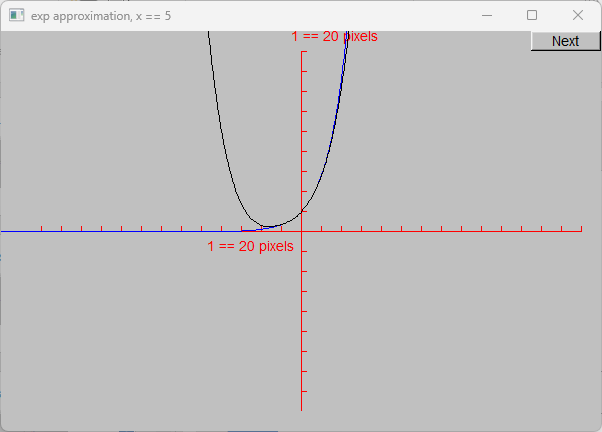 exp approximation, x == 5
1 == 20 pixels
Next
1 == 20 pixels